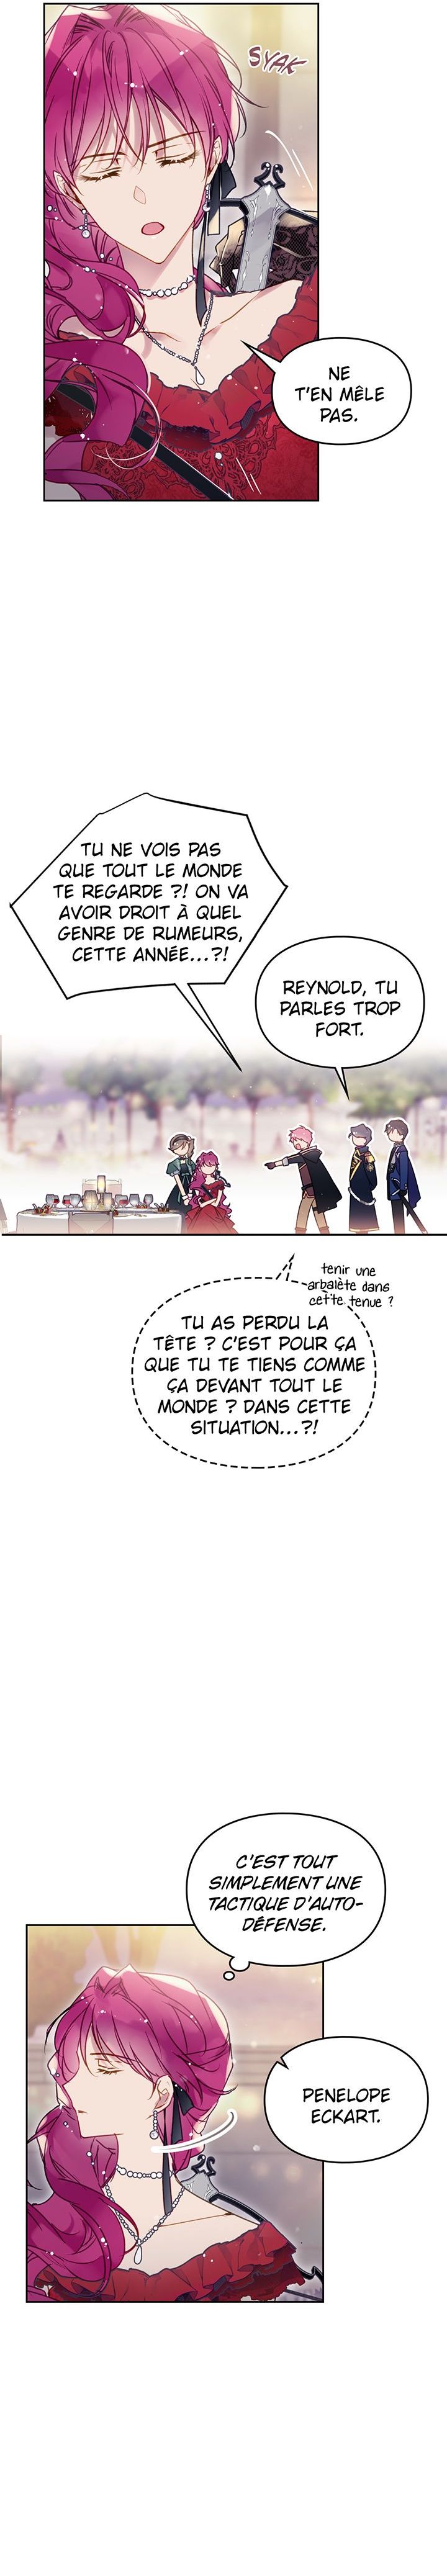 SYAK
NE
T'EN MÊLE
PAS.
TU NE VOIS PAS
QUE TOUT LE MONDE
TE REGARDE ?! ON VA
AVOIR DROIT À QUEL
GENRE DE RUMEURS,
CETTE ANNÉE...?!
REYNOLD, TU
PARLES TROP
FORT.
tenir une
arbalète dans
cette tenue ?
TU AS PERDU LA
TÊTE ? C'EST POUR ÇA
QUE TU TE TIENS COMME
ÇA DEVANT TOUT LE
MONDE ? DANS CETTE
SITUATION...?!
C'EST TOUT
SIMPLEMENT UNE
TACTIQUE D'AUTO-
DÉFENSE.
PENELOPE
ECKART.